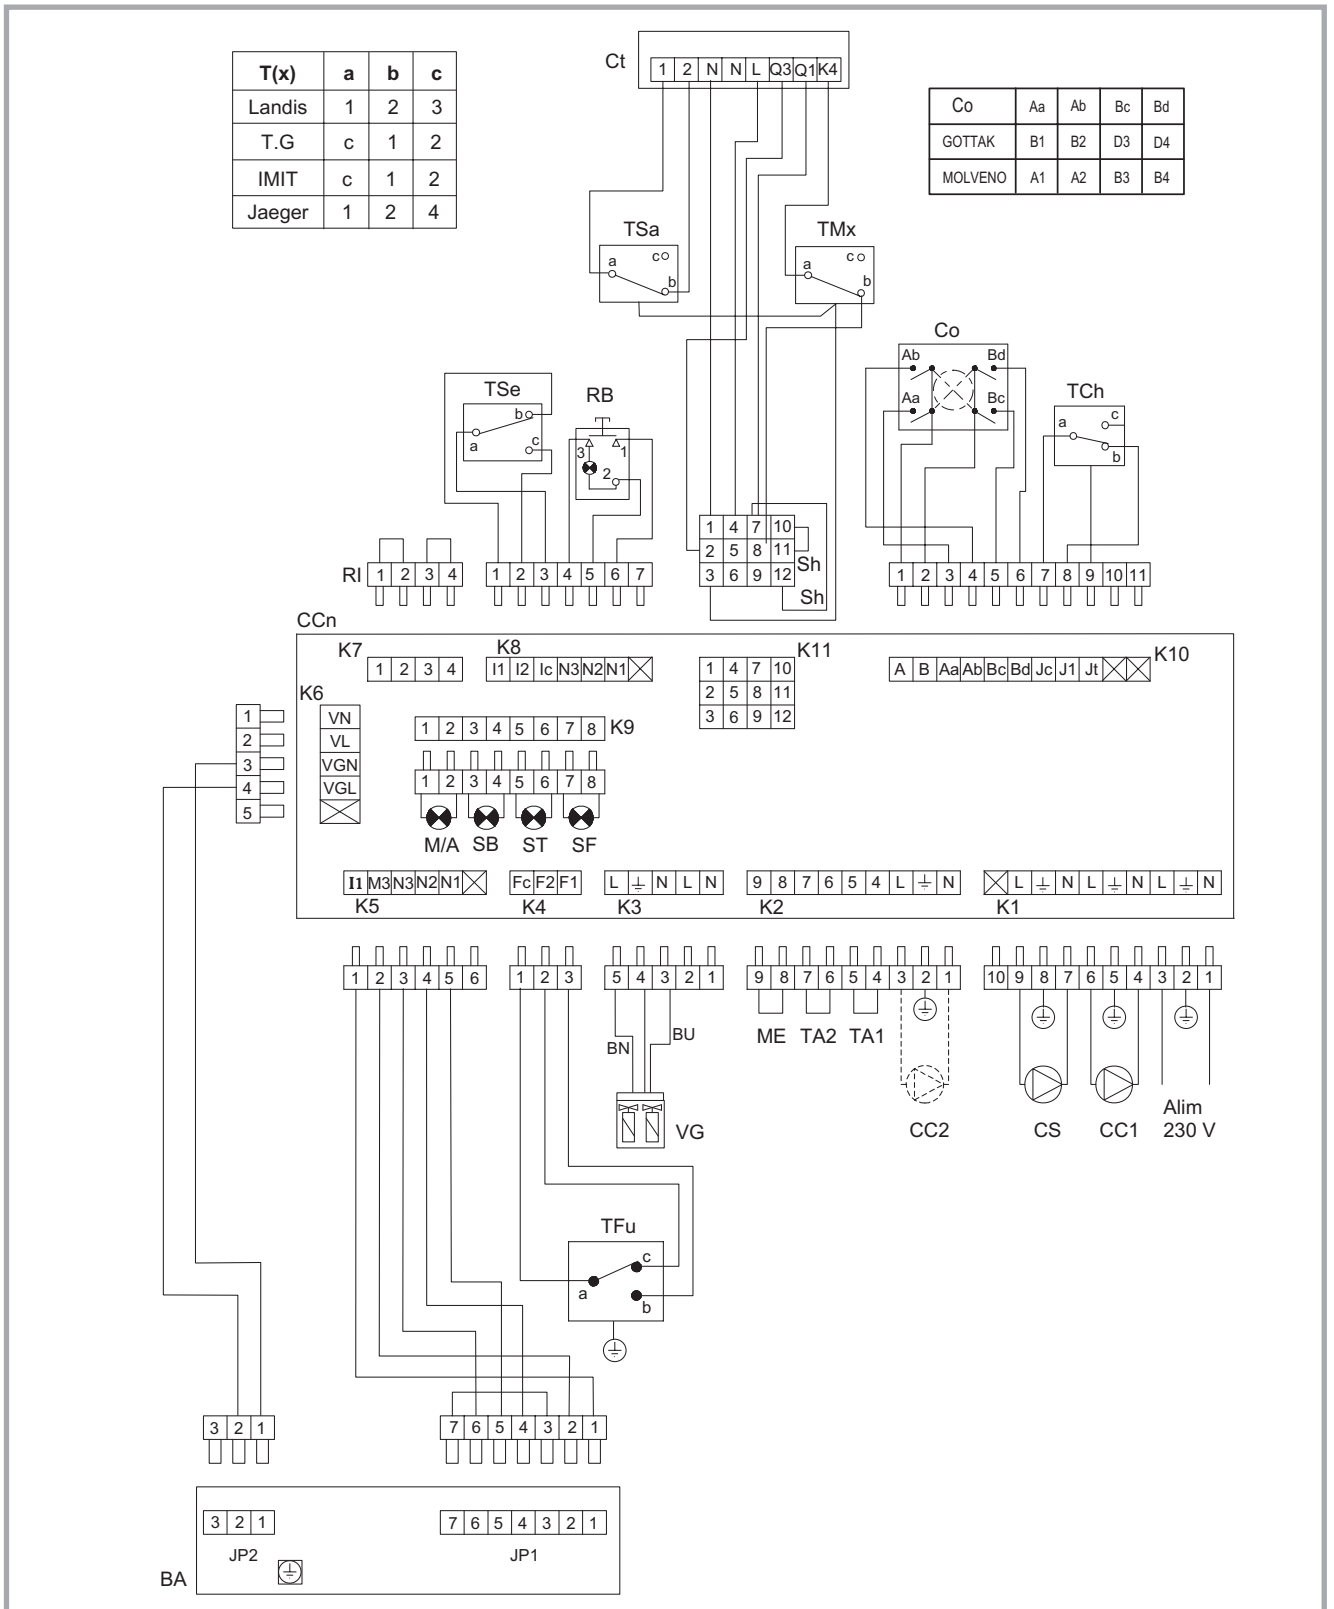 Ct
1 2 N N L Q3 Q1 K4
T(x) a b c
Landis 1 2 3
T.G c 1 2
IMIT c 1 2
Jaeger 1 2 4
Co Aa Ab Bc Bd
GOTTAK B1 B2 D3 D4
MOLVENO A1 A2 B3 B4
TSa
a c b
TMx
a c b
TSe
b a c
RB
3 1 2
Co
Ab Bd
Aa Bc
TCh
a c b
RI 1 2 3 4
1 2 3 4 5 6 7
1 4 7 10
2 5 8 11
3 6 9 12
Sh
Sh
1 2 3 4 5 6 7 8 9 10 11
CCn
K7
1 2 3 4
K8
I1 I2 Ic N3 N2 N1
K11
1 4 7 10
2 5 8 11
3 6 9 12
K10
A B Aa Ab Bc Bd Jc J1 Jt
K6
1 2 3 4 5
VN
VL
VGN
VGL
1 2 3 4 5 6 7 8 K9
1 2 3 4 5 6 7 8
M/A SB ST SF
I1 M3 N3 N2 N1
K5
Fc F2 F1
K4
L N L N
K3
9 8 7 6 5 4 L N
K2
L N L N L N
K1
1 2 3 4 5 6
1 2 3
5 4 3 2 1
9 8 7 6 5 4 3 2 1
10 9 8 7 6 5 4 3 2 1
BN BU
VG
ME TA2 TA1
CC2
CS CC1
Alim
230 V
TFu
a c b
3 2 1
7 6 5 4 3 2 1
3 2 1
JP2
7 6 5 4 3 2 1
JP1
BA